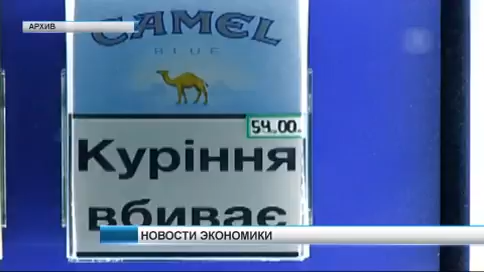 АРХИВ
CAMEL
BLUE
54.00
Куріння
вбиває
НОВОСТИ ЭКОНОМИКИ